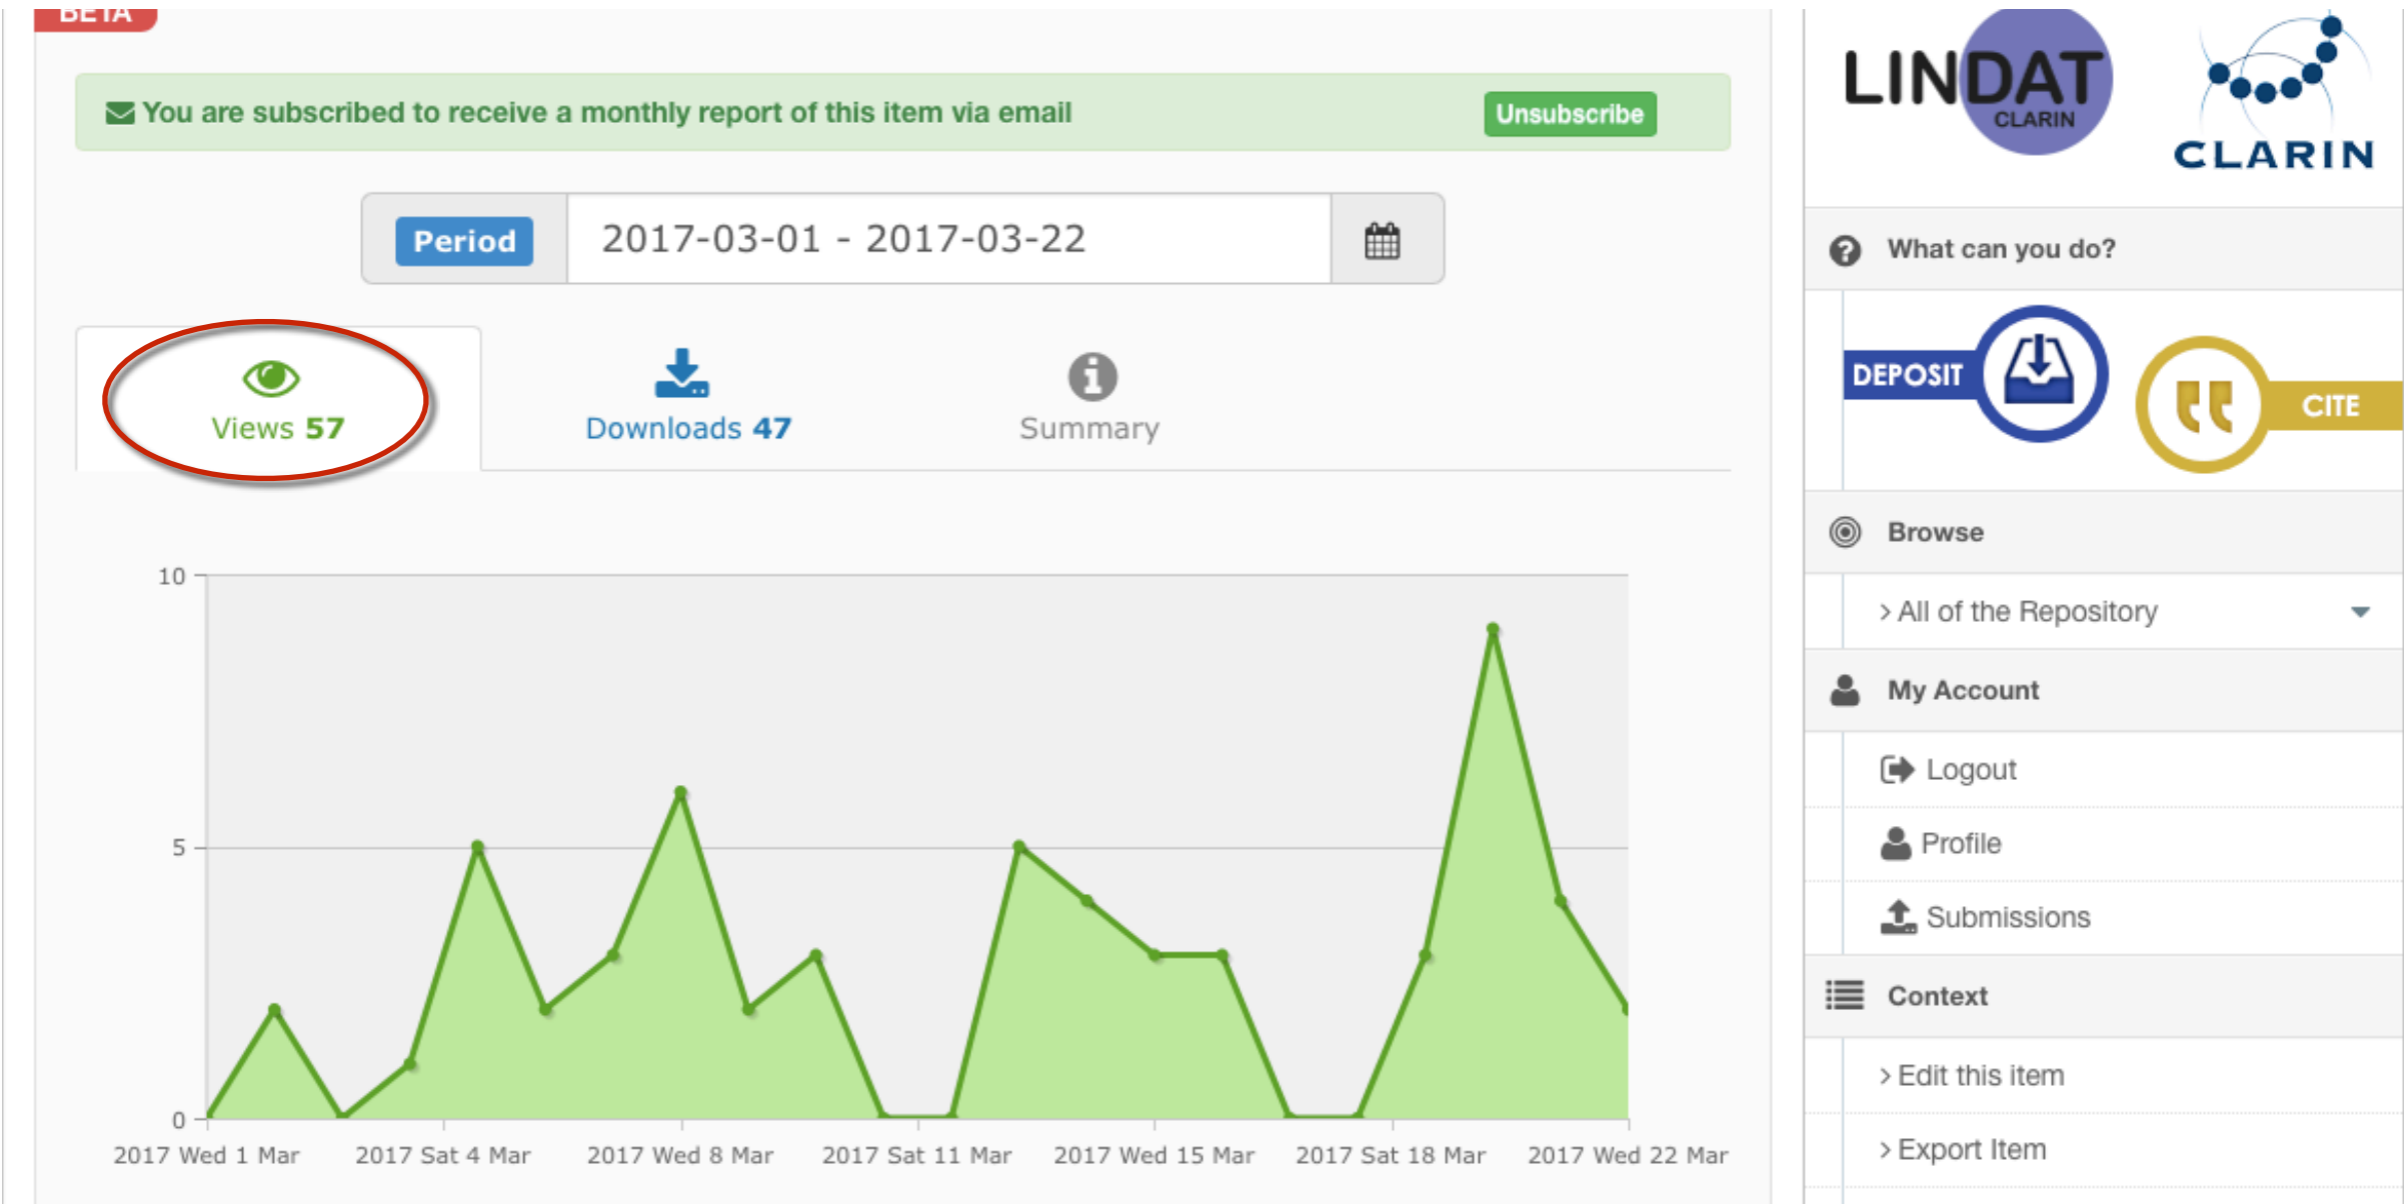 BETA
You are subscribed to receive a monthly report of this item via email
Unsubscribe
Period
2017-03-01 - 2017-03-22
Views 57
Downloads 47
Summary
10
5
0
2017 Wed 1 Mar
2017 Sat 4 Mar
2017 Wed 8 Mar
2017 Sat 11 Mar
2017 Wed 15 Mar
2017 Sat 18 Mar
2017 Wed 22 Mar
LINDAT
CLARIN
CLARIN
What can you do?
DEPOSIT
CITE
Browse
> All of the Repository
My Account
Logout
Profile
Submissions
Context
> Edit this item
> Export Item